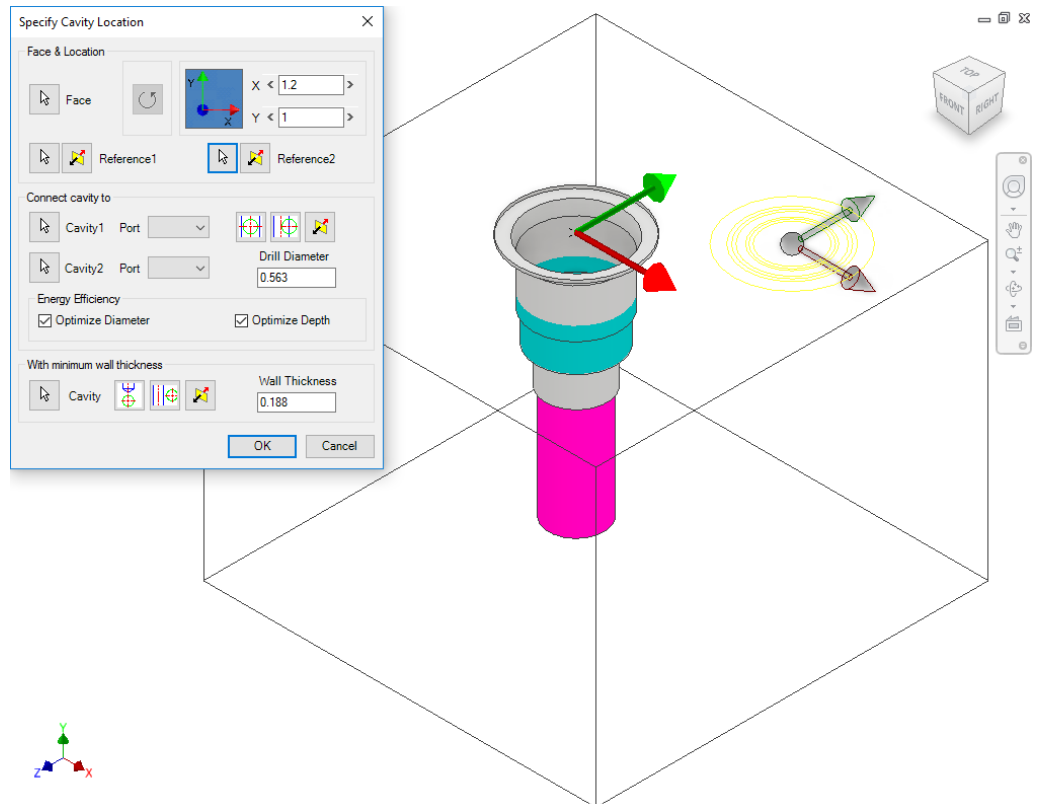 Specify Cavity Location
Face & Location
Face
Y
X
X < 1.2 >
Y < 1 >
Reference1
Reference2
Connect cavity to
Cavity1 Port
Cavity2 Port
Drill Diameter
0.563
Energy Efficiency
Optimize Diameter
Optimize Depth
With minimum wall thickness
Cavity
Wall Thickness
0.188
OK
Cancel
TOP
FRONT
RIGHT
Y
Z
X